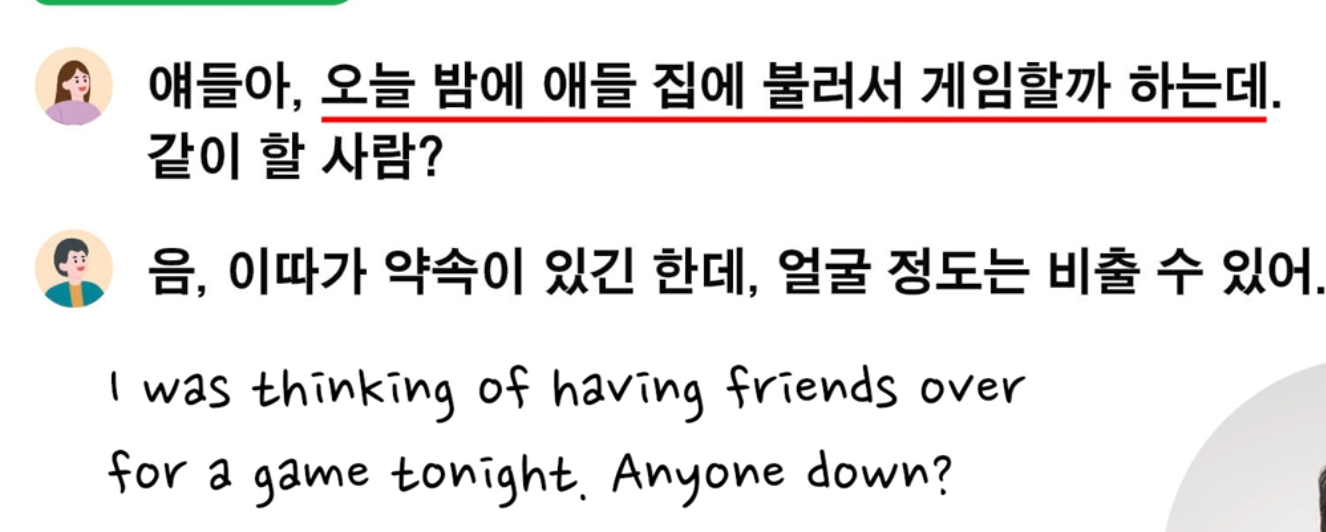 얘들아, 오늘 밤에 애들 집에 불러서 게임할까 하는데.
같이 할 사람?
음, 이따가 약속이 있긴 한데, 얼굴 정도는 비출 수 있어.
I was thinking of having friends over
for a game tonight. Anyone down?